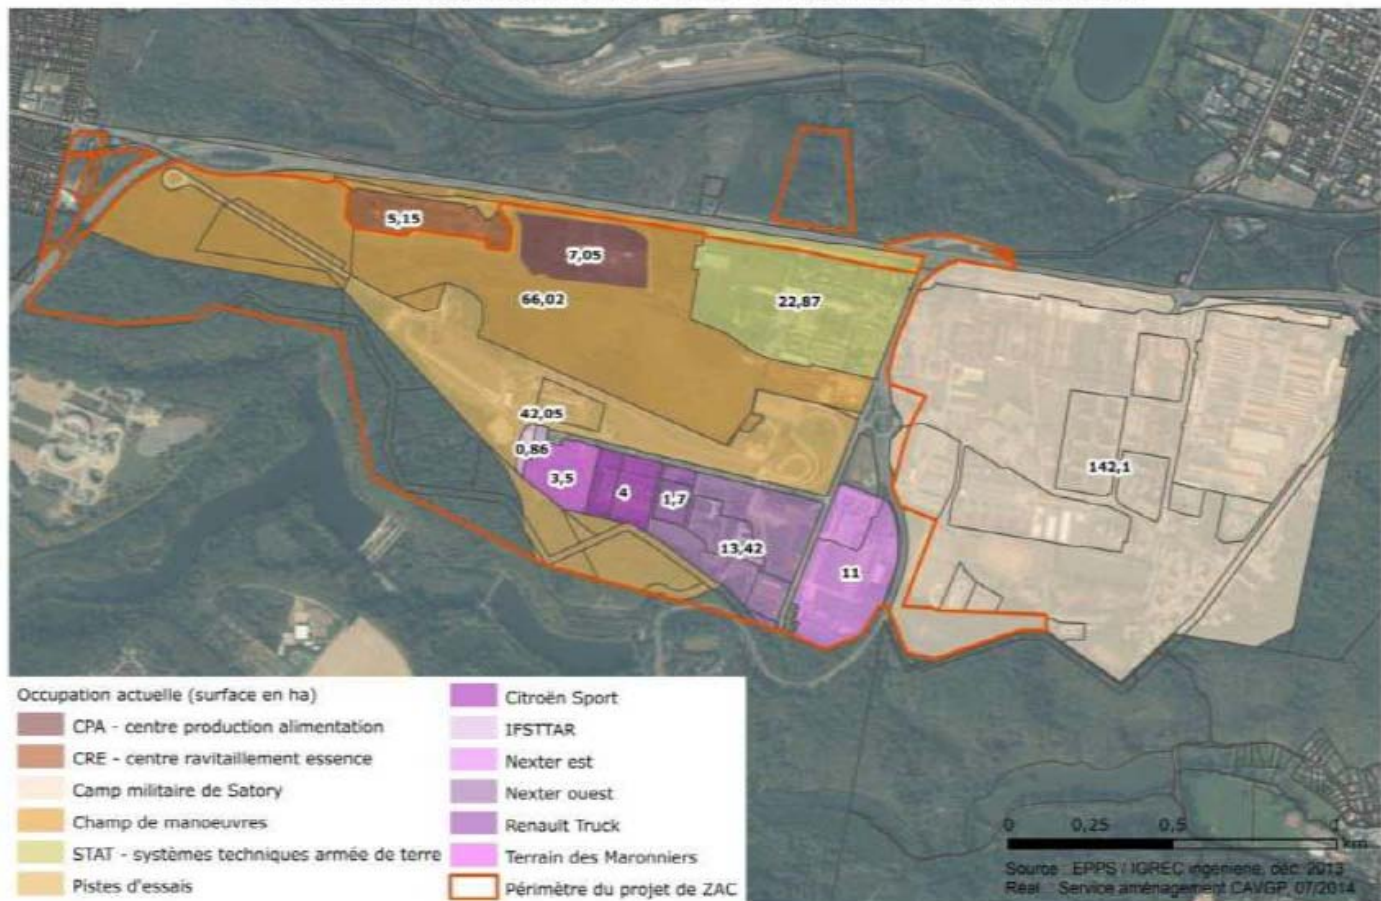 5,15
7,05
66,02
22,87
42,05
0,86
3,5
4
1,7
13,42
11
142,1
Occupation actuelle (surface en ha)
CPA - centre production alimentation
CRE - centre ravitaillement essence
Camp militaire de Satory
Champ de manoeuvres
STAT - systèmes techniques armée de terre
Pistes d'essais
Citroën Sport
IFSTTAR
Nexter est
Nexter ouest
Renault Truck
Terrain des Maronniers
Périmètre du projet de ZAC
0 0,25 0,5 1
km
Source : EPPS / IGREC ingenierie, déc. 2013
Réal : Service aménagement CAVGP, 07/2014